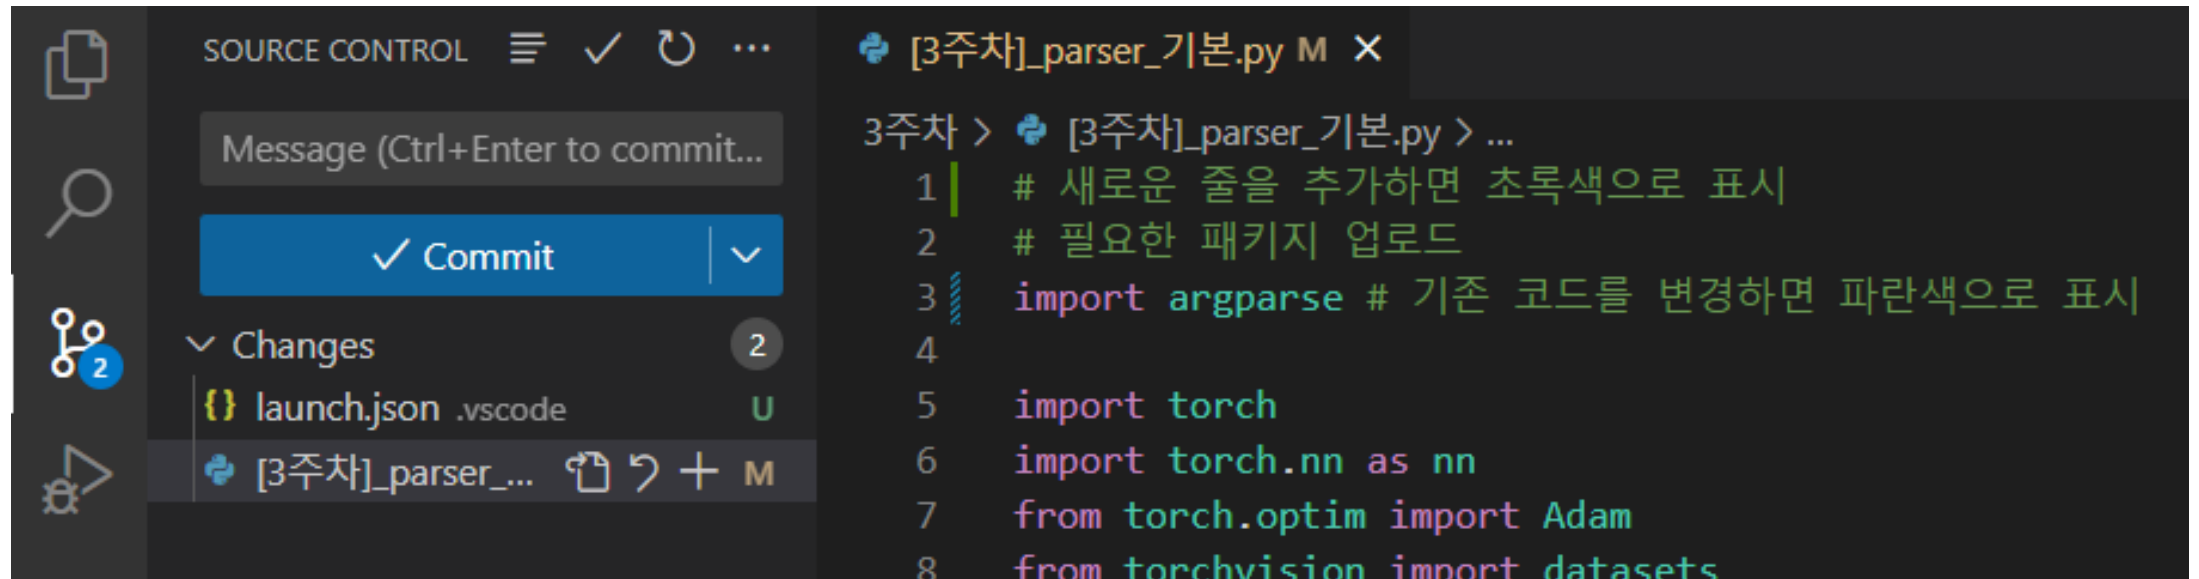 SOURCE CONTROL
Message (Ctrl+Enter to commit...
Commit
Changes 2
launch.json .vscode U
[3주차]_parser_... M
2
[3주차]_parser_기본.py M
3주차 > [3주차]_parser_기본.py > ...
1 # 새로운 줄을 추가하면 초록색으로 표시
2 # 필요한 패키지 업로드
3 import argparse # 기존 코드를 변경하면 파란색으로 표시
4
5 import torch
6 import torch.nn as nn
7 from torch.optim import Adam
8 from torchvision import datasets